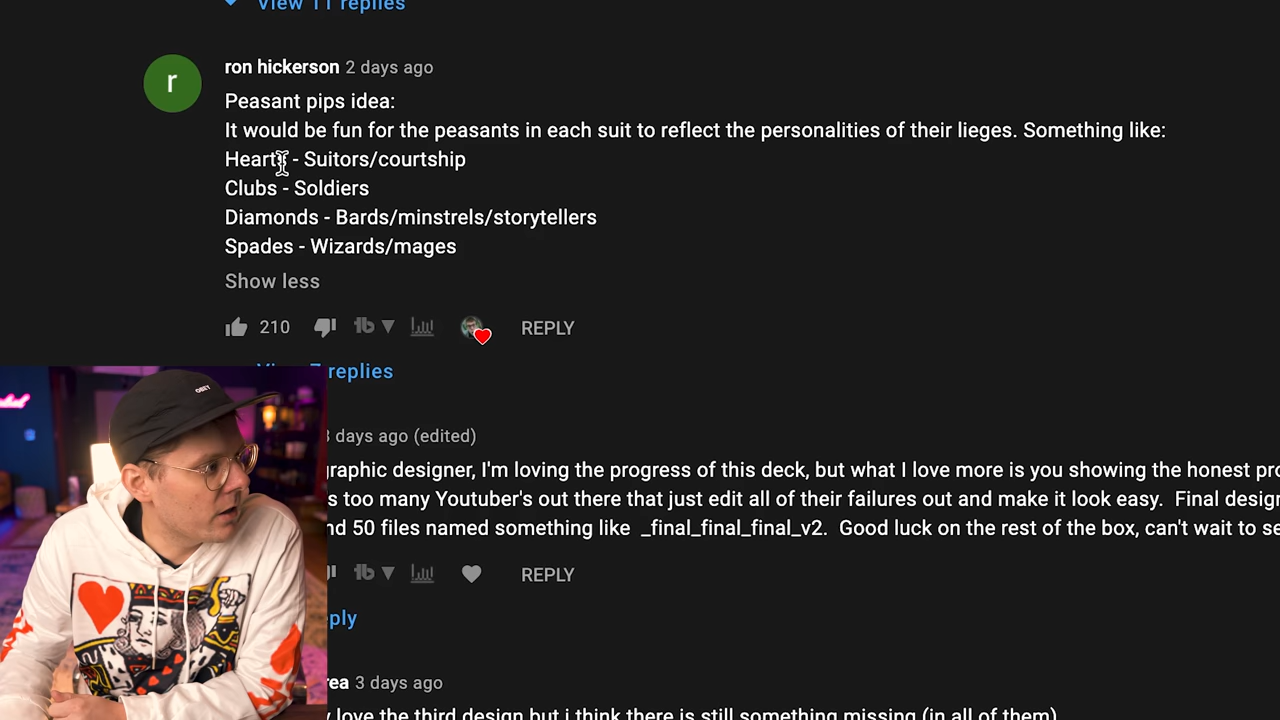 View 11 replies
ron hickerson 2 days ago
Peasant pips idea:
It would be fun for the peasants in each suit to reflect the personalities of their lieges. Something like:
Hearts - Suitors/courtship
Clubs - Soldiers
Diamonds - Bards/minstrels/storytellers
Spades - Wizards/mages
Show less
210 REPLY
View 7 replies
days ago (edited)
graphic designer, I'm loving the progress of this deck, but what I love more is you showing the honest
too many Youtuber's out there that just edit all of their failures out and make it look easy. Final
50 files named something like _final_final_final_v2. Good luck on the rest of the box, can't wait to
REPLY
3 days ago
love the third design but i think there is still something missing (in all of them)
OBEY